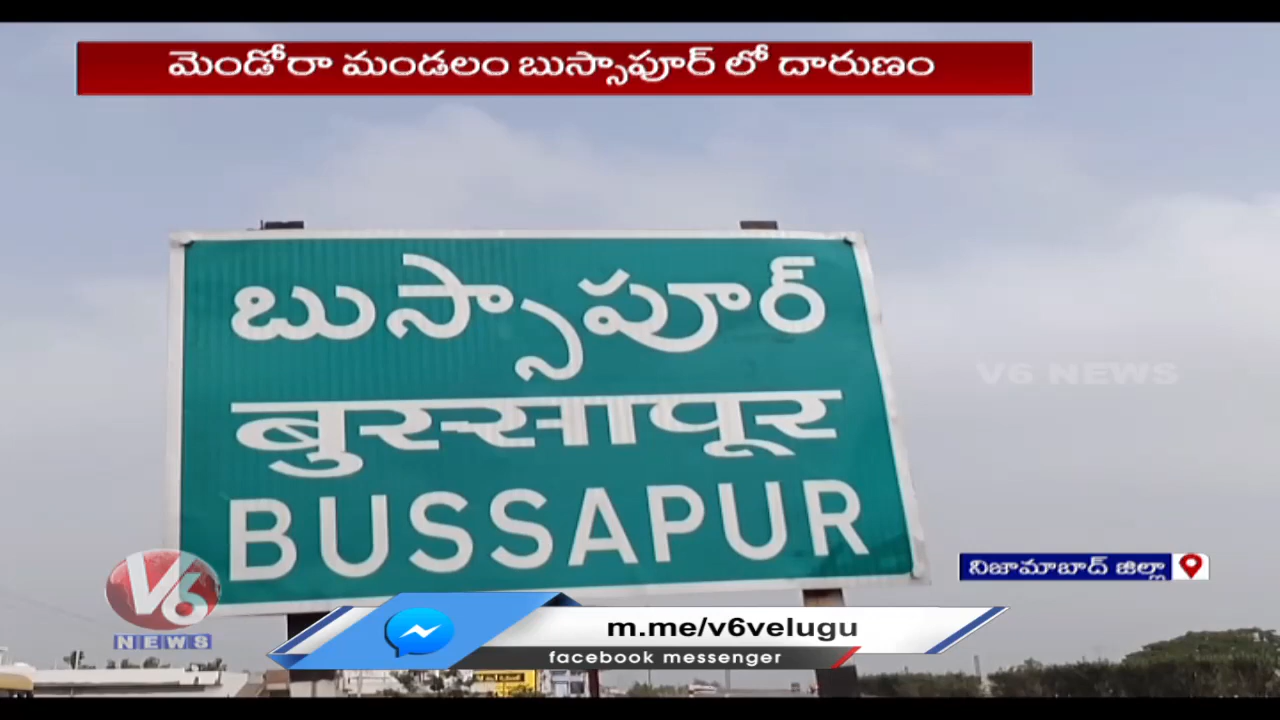 మెండోరా మండలం బుస్సాపూర్ లో దారుణం
బుస్సాపూర్
बुस्सापूर
BUSSAPUR
V6 NEWS
నిజామాబాద్ జిల్లా
V6
NEWS
m.me/v6velugu
facebook messenger